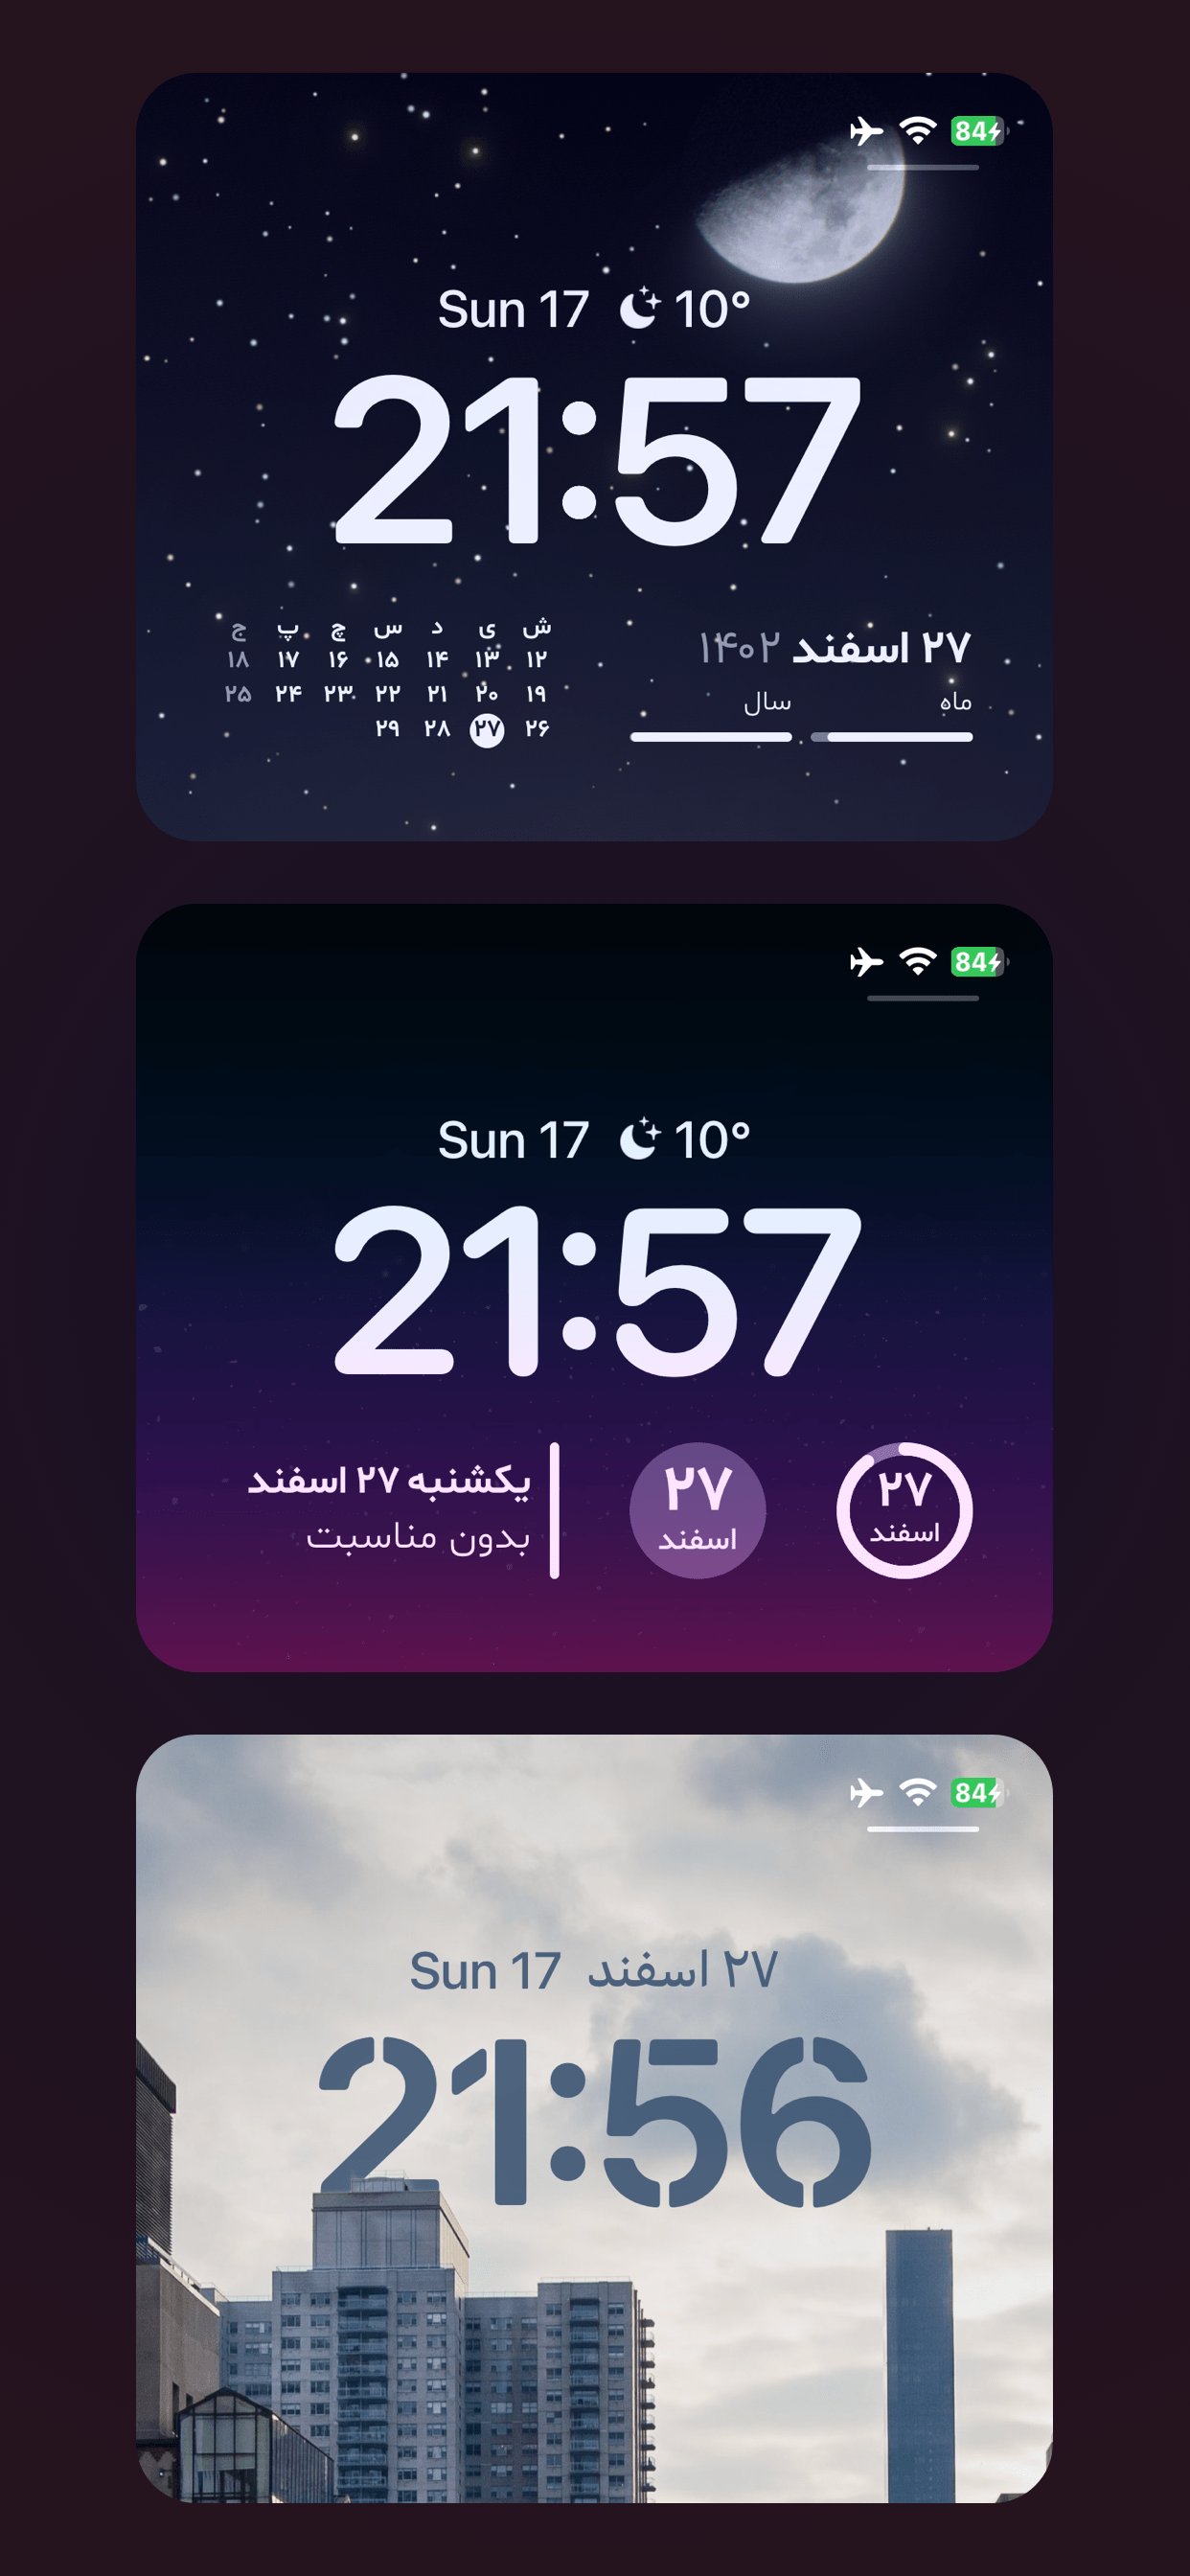 84
Sun 17 10°
21:57
۲۷ اسفند ۱۴۰۲
ماه سال
ش ی د س چ پ ج
۱۲ ۱۳ ۱۴ ۱۵ ۱۶ ۱۷ ۱۸
۱۹ ۲۰ ۲۱ ۲۲ ۲۳ ۲۴ ۲۵
۲۶ ۲۷ ۲۸ ۲۹
84
Sun 17 10°
21:57
۲۷
اسفند
۲۷
اسفند
یکشنبه ۲۷ اسفند
بدون مناسبت
84
Sun 17 ۲۷ اسفند
21:56